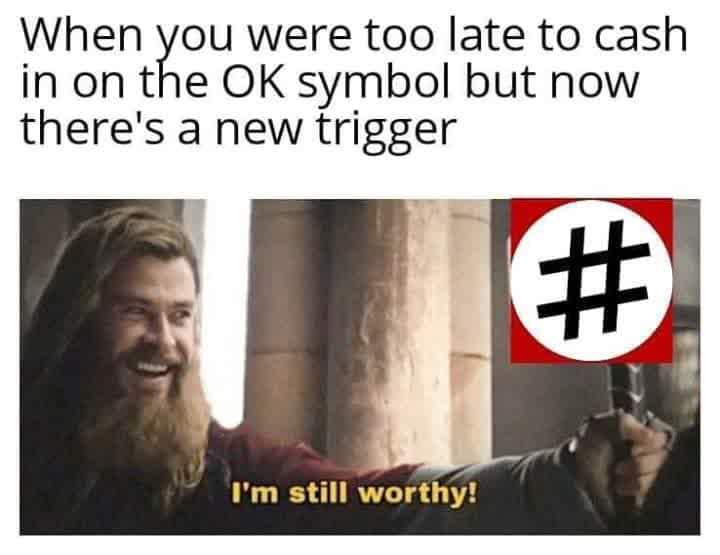 When you were too late to cash
in on the OK symbol but now
there's a new trigger
#
I'm still worthy!